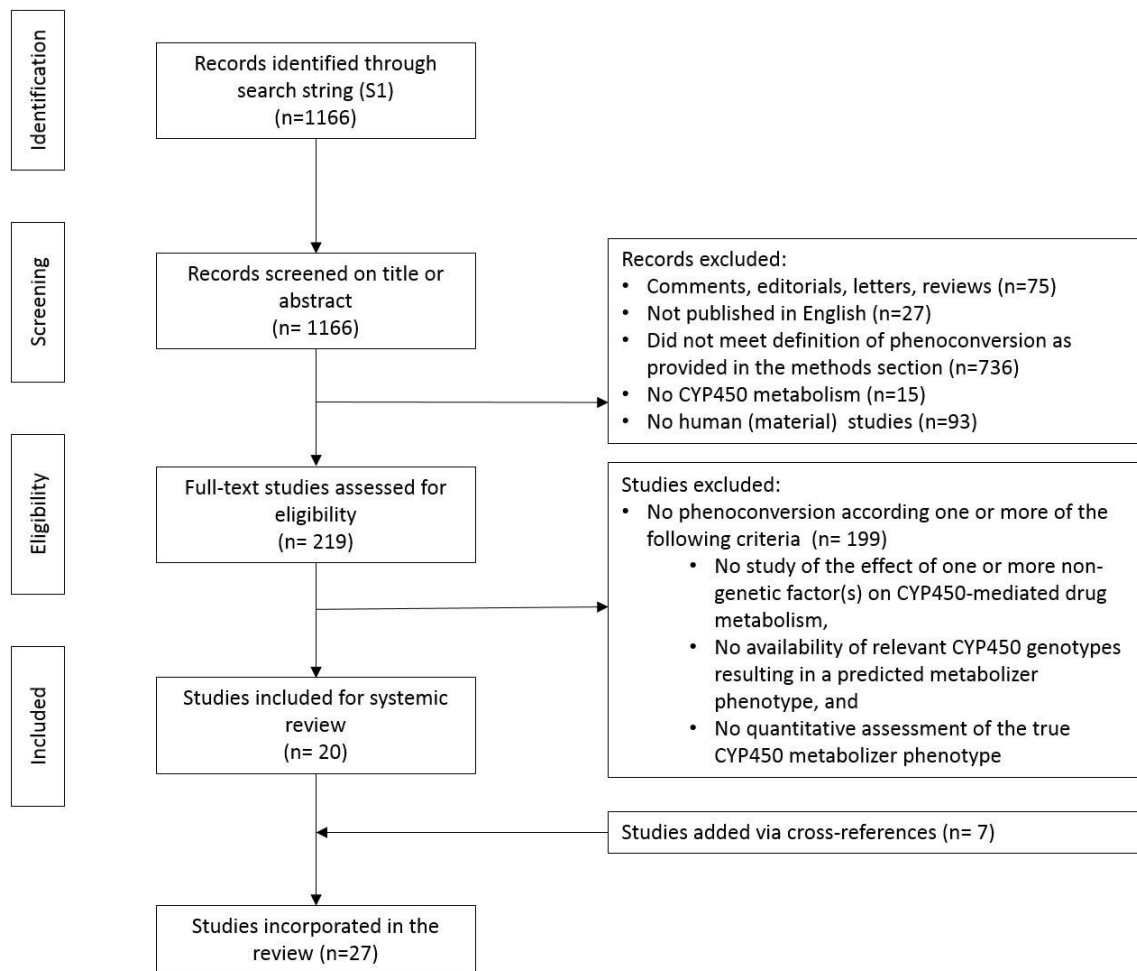 Identification
Records identified through
search string (S1)
(n=1166)
Screening
Records screened on title or
abstract
(n= 1166)
Records excluded:
• Comments, editorials, letters, reviews (n=75)
• Not published in English (n=27)
• Did not meet definition of phenoconversion as
provided in the methods section (n=736)
• No CYP450 metabolism (n=15)
• No human (material)  studies (n=93)
Eligibility
Full-text studies assessed for
eligibility
(n= 219)
Studies excluded:
• No phenoconversion according one or more of the
following criteria  (n= 199)
• No study of the effect of one or more non-
genetic factor(s) on CYP450-mediated drug
metabolism,
• No availability of relevant CYP450 genotypes
resulting in a predicted metabolizer
phenotype, and
• No quantitative assessment of the true
CYP450 metabolizer phenotype
Included
Studies included for systemic
review
(n= 20)
Studies added via cross-references (n= 7)
Studies incorporated in the
review (n=27)